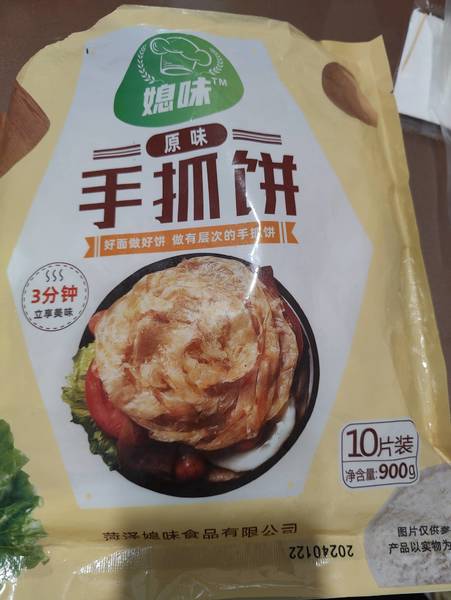 媳味™
原味
手抓饼
好面做好饼 做有层次的手抓饼
3分钟
立享美味
10片装
净含量:900g
菏泽媳味食品有限公司
20240122
图片仅供参
产品以实物为